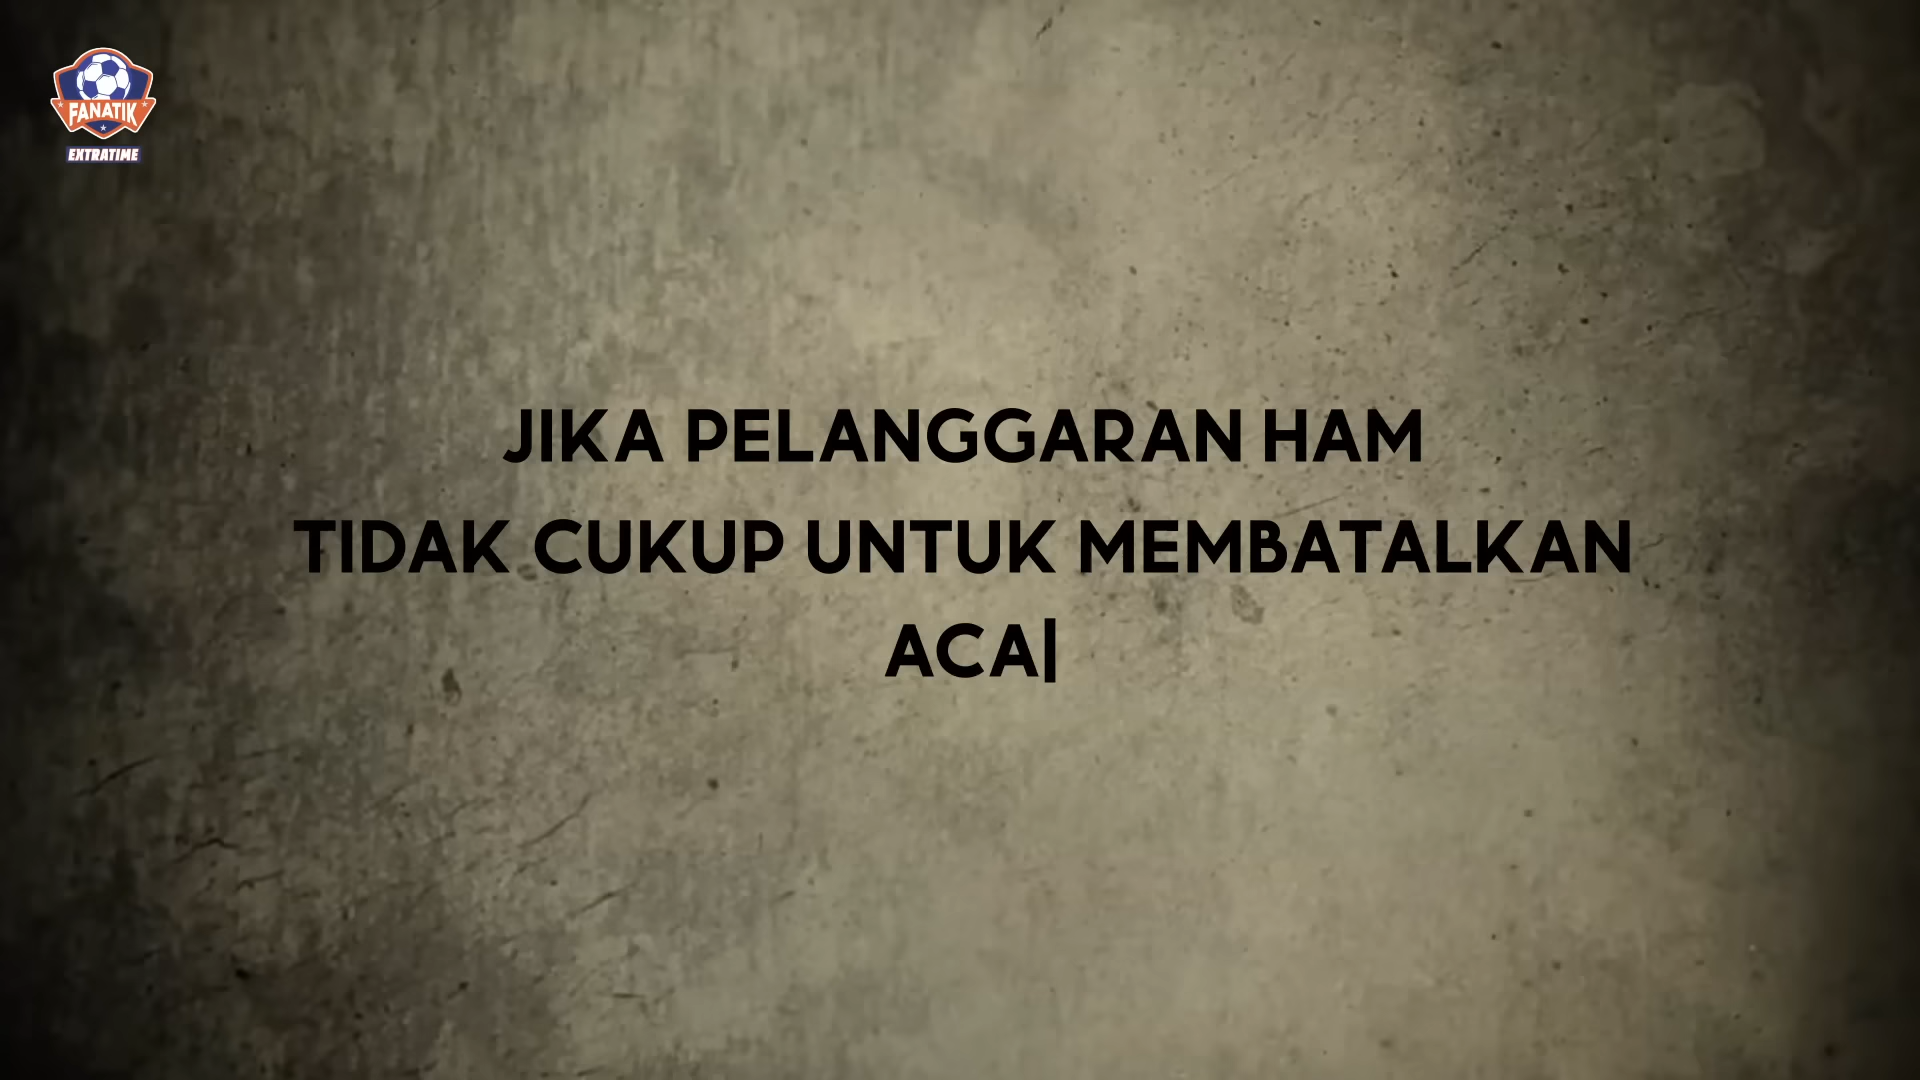 FANATIK
EXTRATIME
JIKA PELANGGARAN HAM
TIDAK CUKUP UNTUK MEMBATALKAN
ACA